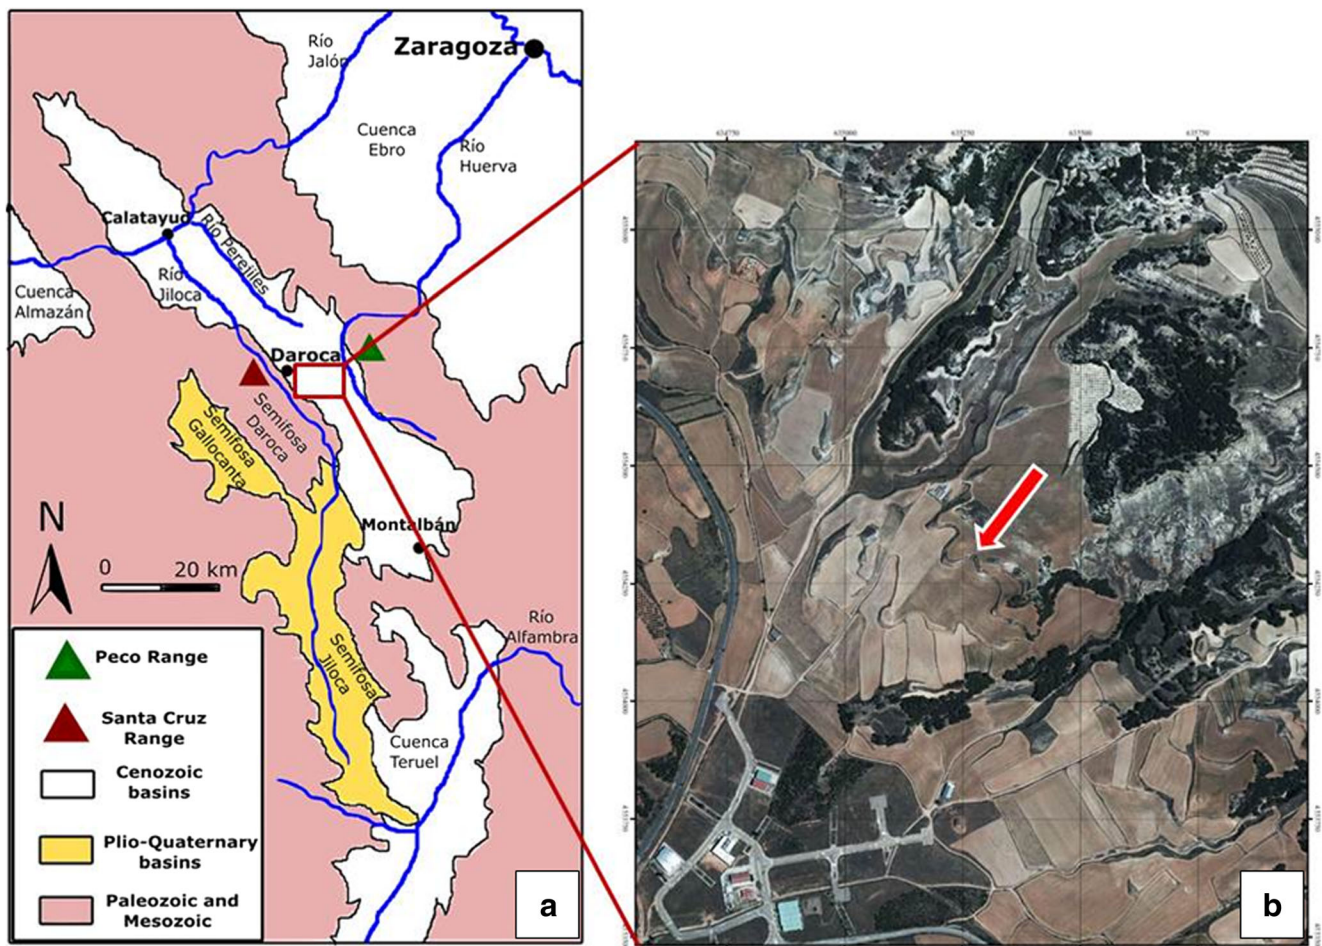 Río
Jalón
Zaragoza
Cuenca
Ebro
Río
Huerva
Calatayud
Río Perejiles
Río
Jiloca
Cuenca
Almazán
Daroca
Semifosa
Daroca
Semifosa
Gallocanta
N
0 20 km
Montalbán
Río
Alfambra
Semifosa
Jiloca
Cuenca
Teruel
Peco Range
Santa Cruz
Range
Cenozoic
basins
Plio-Quaternary
basins
Paleozoic and
Mesozoic
a
b